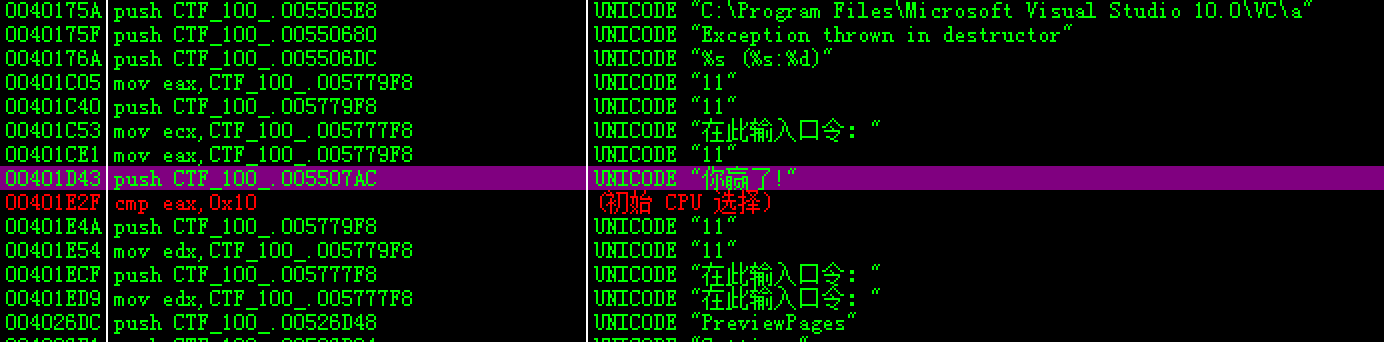 0040175A push CTF_100_.005505E8 UNICODE "C:\Program Files\Microsoft Visual Studio 10.0\VC\a"
0040175F push CTF_100_.00550680 UNICODE "Exception thrown in destructor"
0040176A push CTF_100_.005506DC UNICODE "%s (%s:%d)"
00401C05 mov eax,CTF_100_.005779F8 UNICODE "11"
00401C40 push CTF_100_.005779F8 UNICODE "11"
00401C53 mov ecx,CTF_100_.005777F8 UNICODE "在此输入口令："
00401CE1 mov eax,CTF_100_.005779F8 UNICODE "11"
00401D43 push CTF_100_.005507AC UNICODE "你赢了!"
00401E2F cmp eax,0x10 (初始 CPU 选择)
00401E4A push CTF_100_.005779F8 UNICODE "11"
00401E54 mov edx,CTF_100_.005779F8 UNICODE "11"
00401ECF push CTF_100_.005777F8 UNICODE "在此输入口令："
00401ED9 mov edx,CTF_100_.005777F8 UNICODE "在此输入口令："
004026DC push CTF_100_.00526D48 UNICODE "PreviewPages"